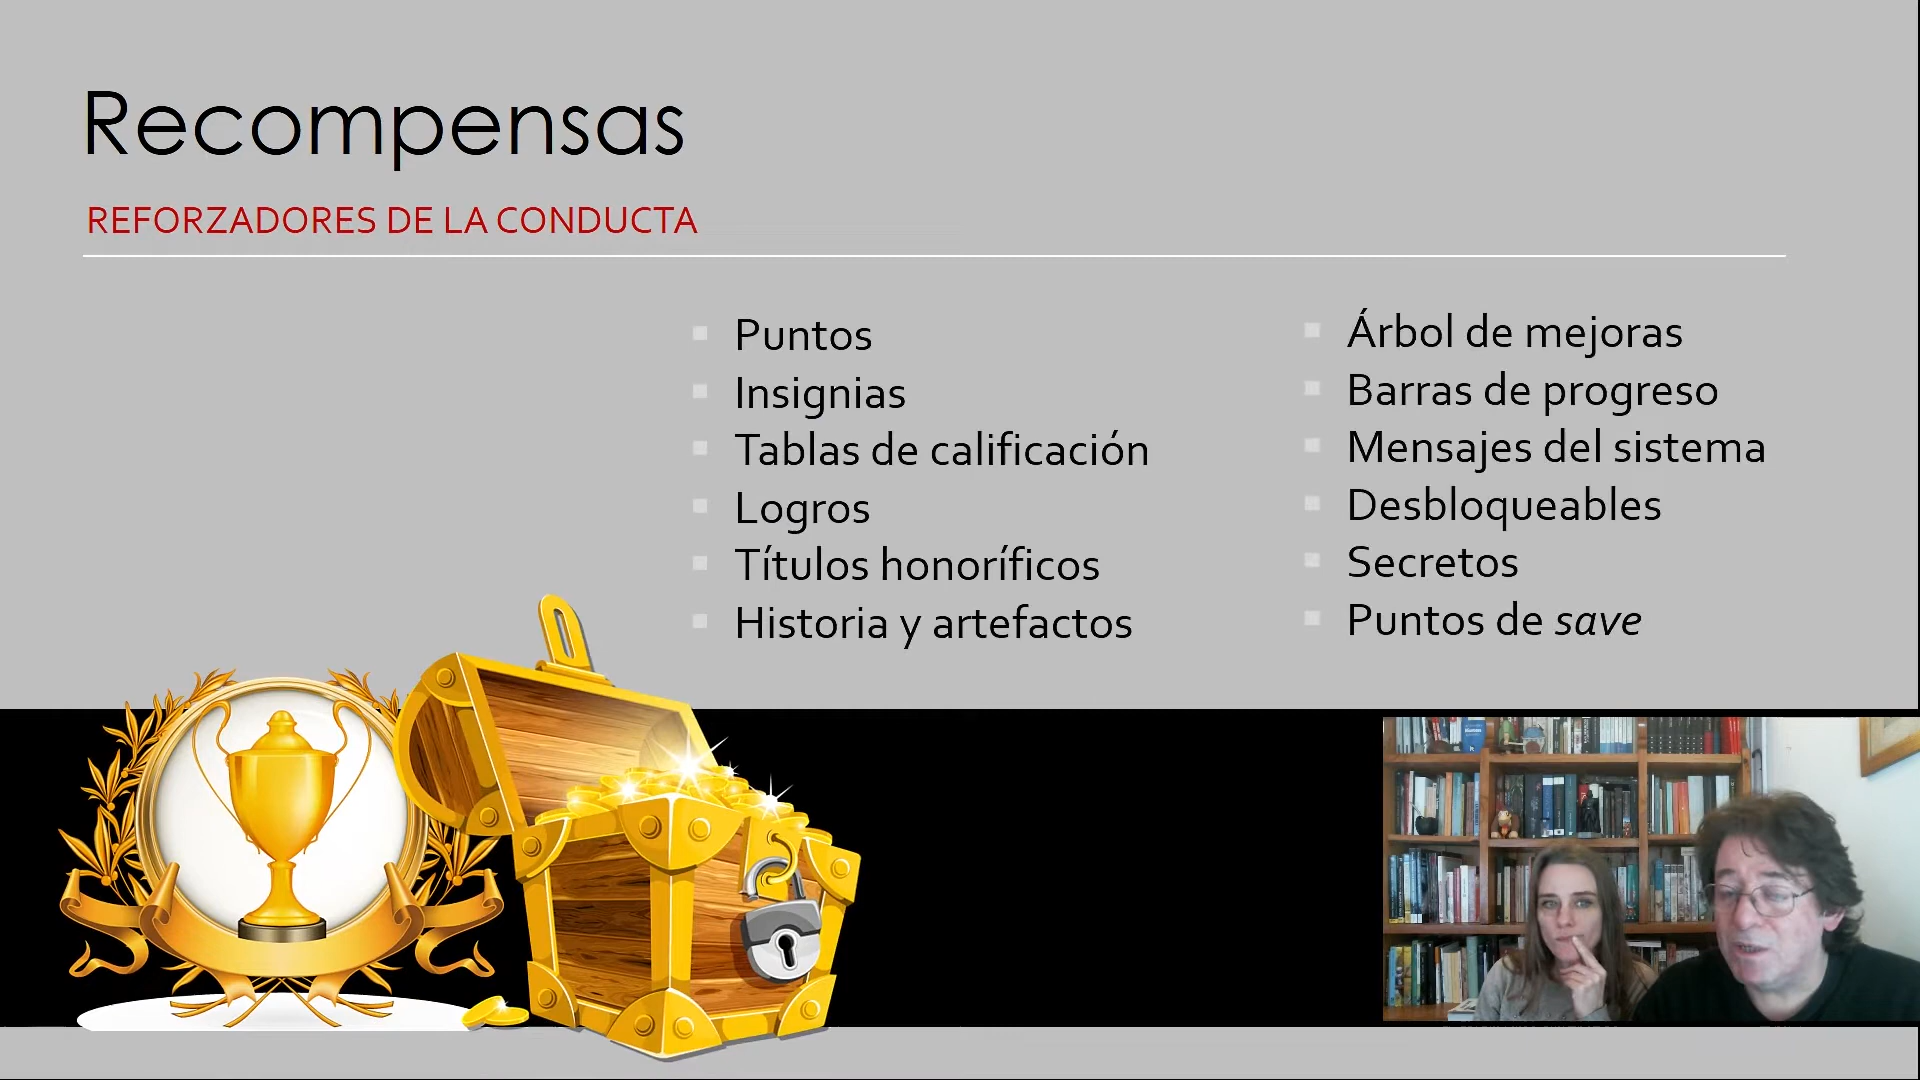 Recompensas
REFORZADORES DE LA CONDUCTA
Puntos
Insignias
Tablas de calificación
Logros
Títulos honoríficos
Historia y artefactos
Árbol de mejoras
Barras de progreso
Mensajes del sistema
Desbloqueables
Secretos
Puntos de save